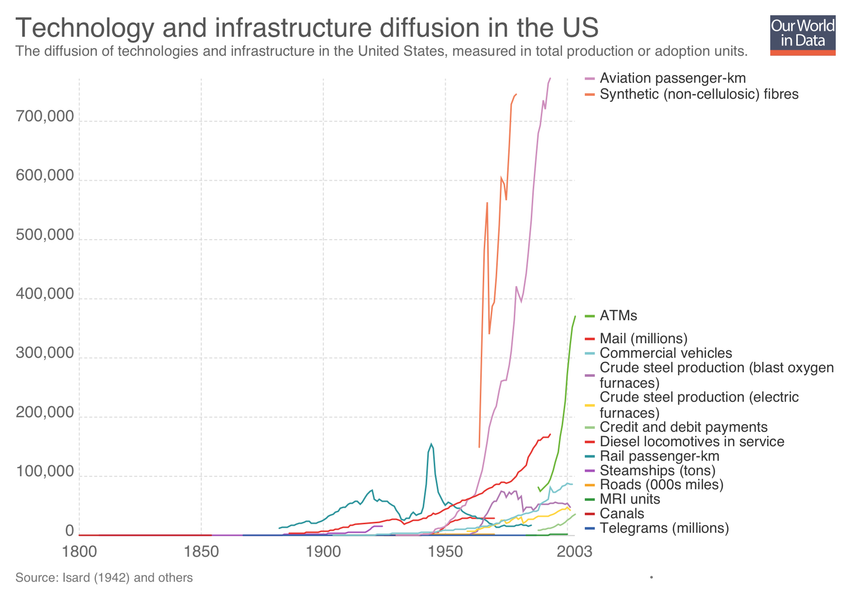 Technology and infrastructure diffusion in the US
The diffusion of technologies and infrastructure in the United States, measured in total production or adoption units.
Our World
in Data
Aviation passenger-km
Synthetic (non-cellulosic) fibres
700,000
600,000
500,000
400,000
300,000
200,000
100,000
0
ATMs
Mail (millions)
Commercial vehicles
Crude steel production (blast oxygen
furnaces)
Crude steel production (electric
furnaces)
Credit and debit payments
Diesel locomotives in service
Rail passenger-km
Steamships (tons)
Roads (000s miles)
MRI units
Canals
Telegrams (millions)
1800
1850
1900
1950
2003
Source: Isard (1942) and others